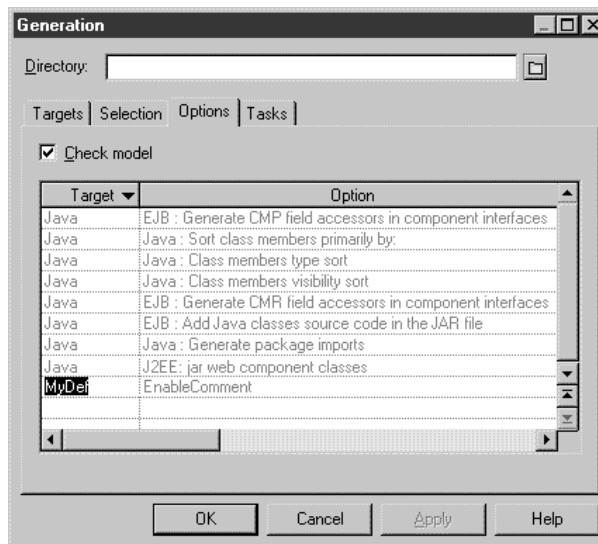 Generation
Directory:
Targets Selection Options Tasks
Check model
Target Option
Java EJB : Generate CMP field accessors in component interfaces
Java Java : Sort class members primarily by:
Java Java : Class members type sort
Java Java : Class members visibility sort
Java EJB : Generate CMR field accessors in component interfaces
Java EJB : Add Java classes source code in the JAR file
Java Java : Generate package imports
Java J2EE: jar web component classes
MyDef EnableComment
OK Cancel Apply Help